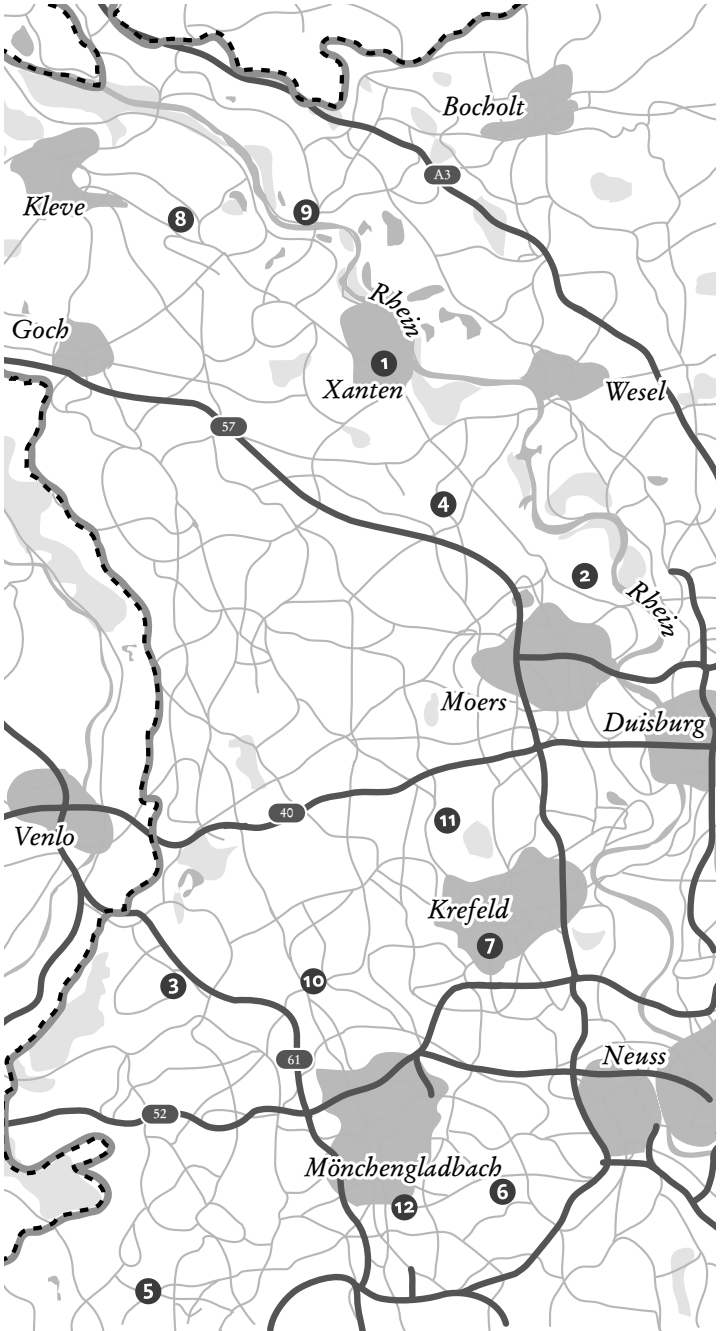 Bocholt
A3
Kleve
8
9
Rhein
Goch
1
Xanten
Wesel
57
4
2
Rhein
Moers
Duisburg
40
11
Venlo
Krefeld
7
3
10
61
Neuss
52
Mönchengladbach
6
12
5